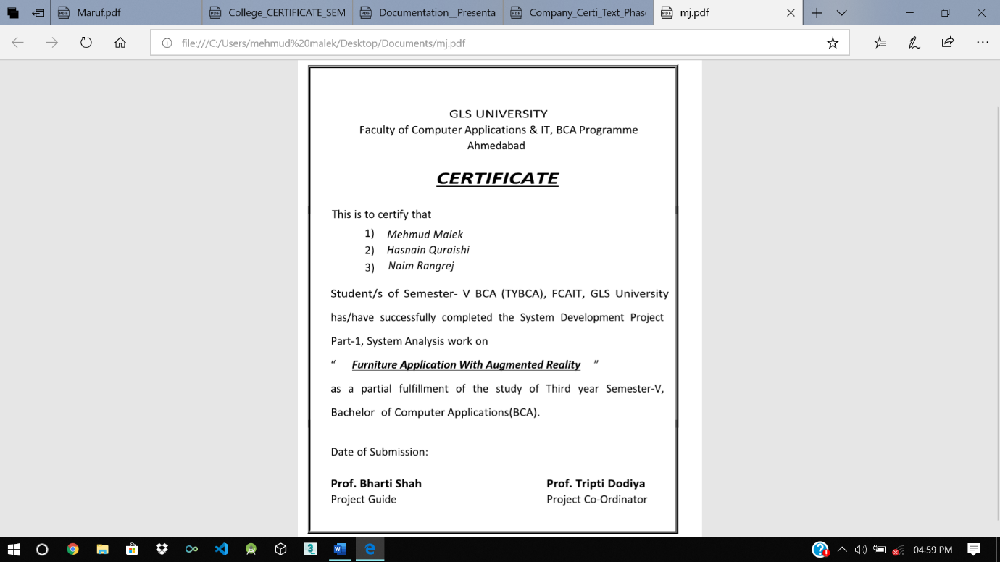 Maruf.pdf
College_CERTIFICATE_SEM
Documentation__Presenta
Company_Certi_Text_Phas
mj.pdf
file:///C:/Users/mehmud%20malek/Desktop/Documents/mj.pdf
GLS UNIVERSITY
Faculty of Computer Applications & IT, BCA Programme
Ahmedabad
CERTIFICATE
This is to certify that
1) Mehmud Malek
2) Hasnain Quraishi
3) Naim Rangrej
Student/s of Semester- V BCA (TYBCA), FCAIT, GLS University
has/have successfully completed the System Development Project
Part-1, System Analysis work on
“ Furniture Application With Augmented Reality ”
as a partial fulfillment of the study of Third year Semester-V,
Bachelor of Computer Applications(BCA).
Date of Submission:
Prof. Bharti Shah Prof. Tripti Dodiya
Project Guide Project Co-Ordinator
04:59 PM